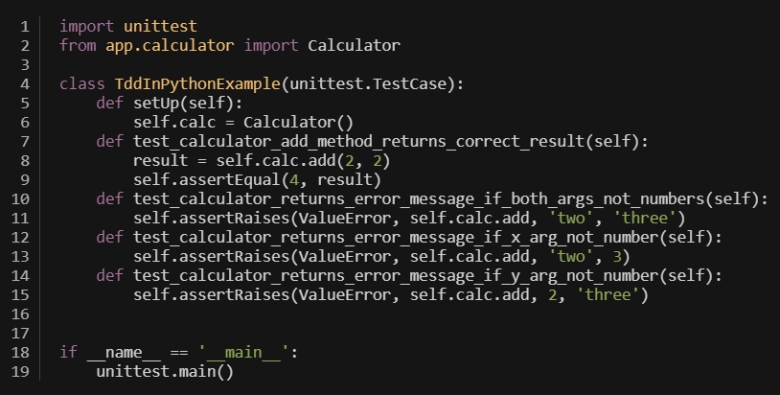 1 import unittest
2 from app.calculator import Calculator
3
4 class TddInPythonExample(unittest.TestCase):
5     def setUp(self):
6         self.calc = Calculator()
7     def test_calculator_add_method_returns_correct_result(self):
8         result = self.calc.add(2, 2)
9         self.assertEqual(4, result)
10     def test_calculator_returns_error_message_if_both_args_not_numbers(self):
11         self.assertRaises(ValueError, self.calc.add, 'two', 'three')
12     def test_calculator_returns_error_message_if_x_arg_not_number(self):
13         self.assertRaises(ValueError, self.calc.add, 'two', 3)
14     def test_calculator_returns_error_message_if_y_arg_not_number(self):
15         self.assertRaises(ValueError, self.calc.add, 2, 'three')
16
17
18 if __name__ == '__main__':
19     unittest.main()